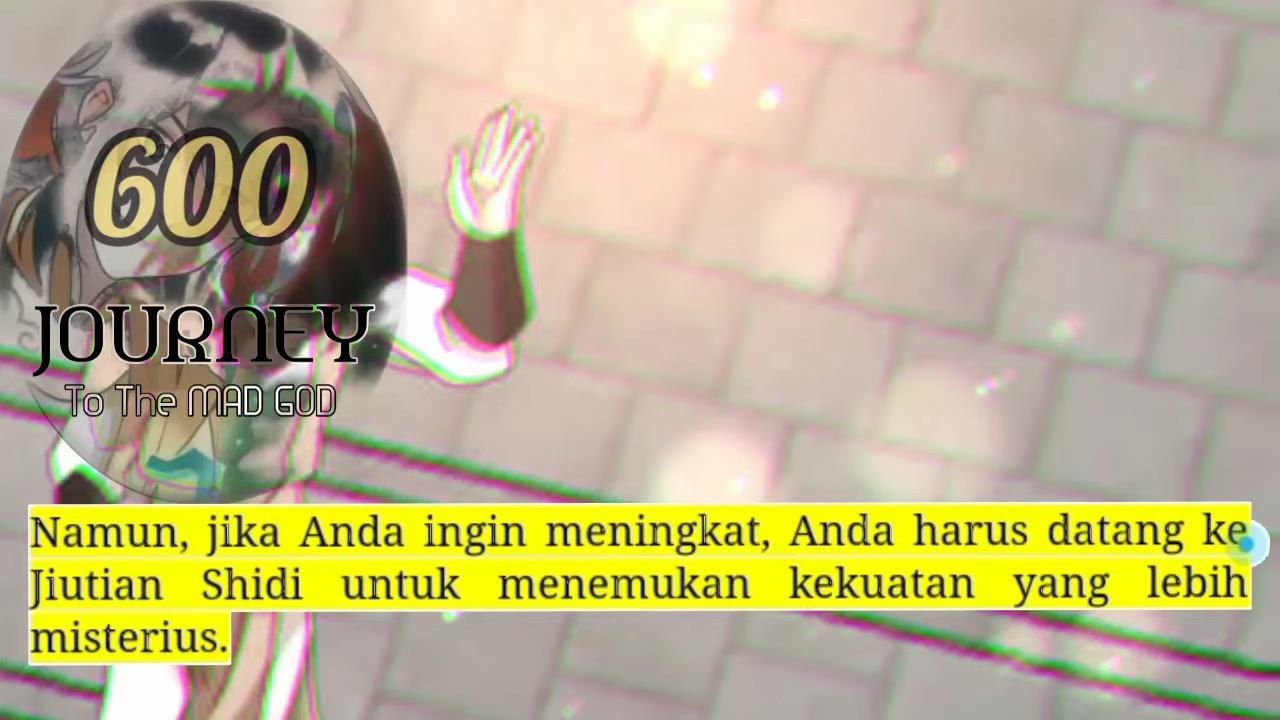 600
JOURNEY
To The MAD GOD
Namun, jika Anda ingin meningkat, Anda harus datang ke
Jiutian Shidi untuk menemukan kekuatan yang lebih
misterius.